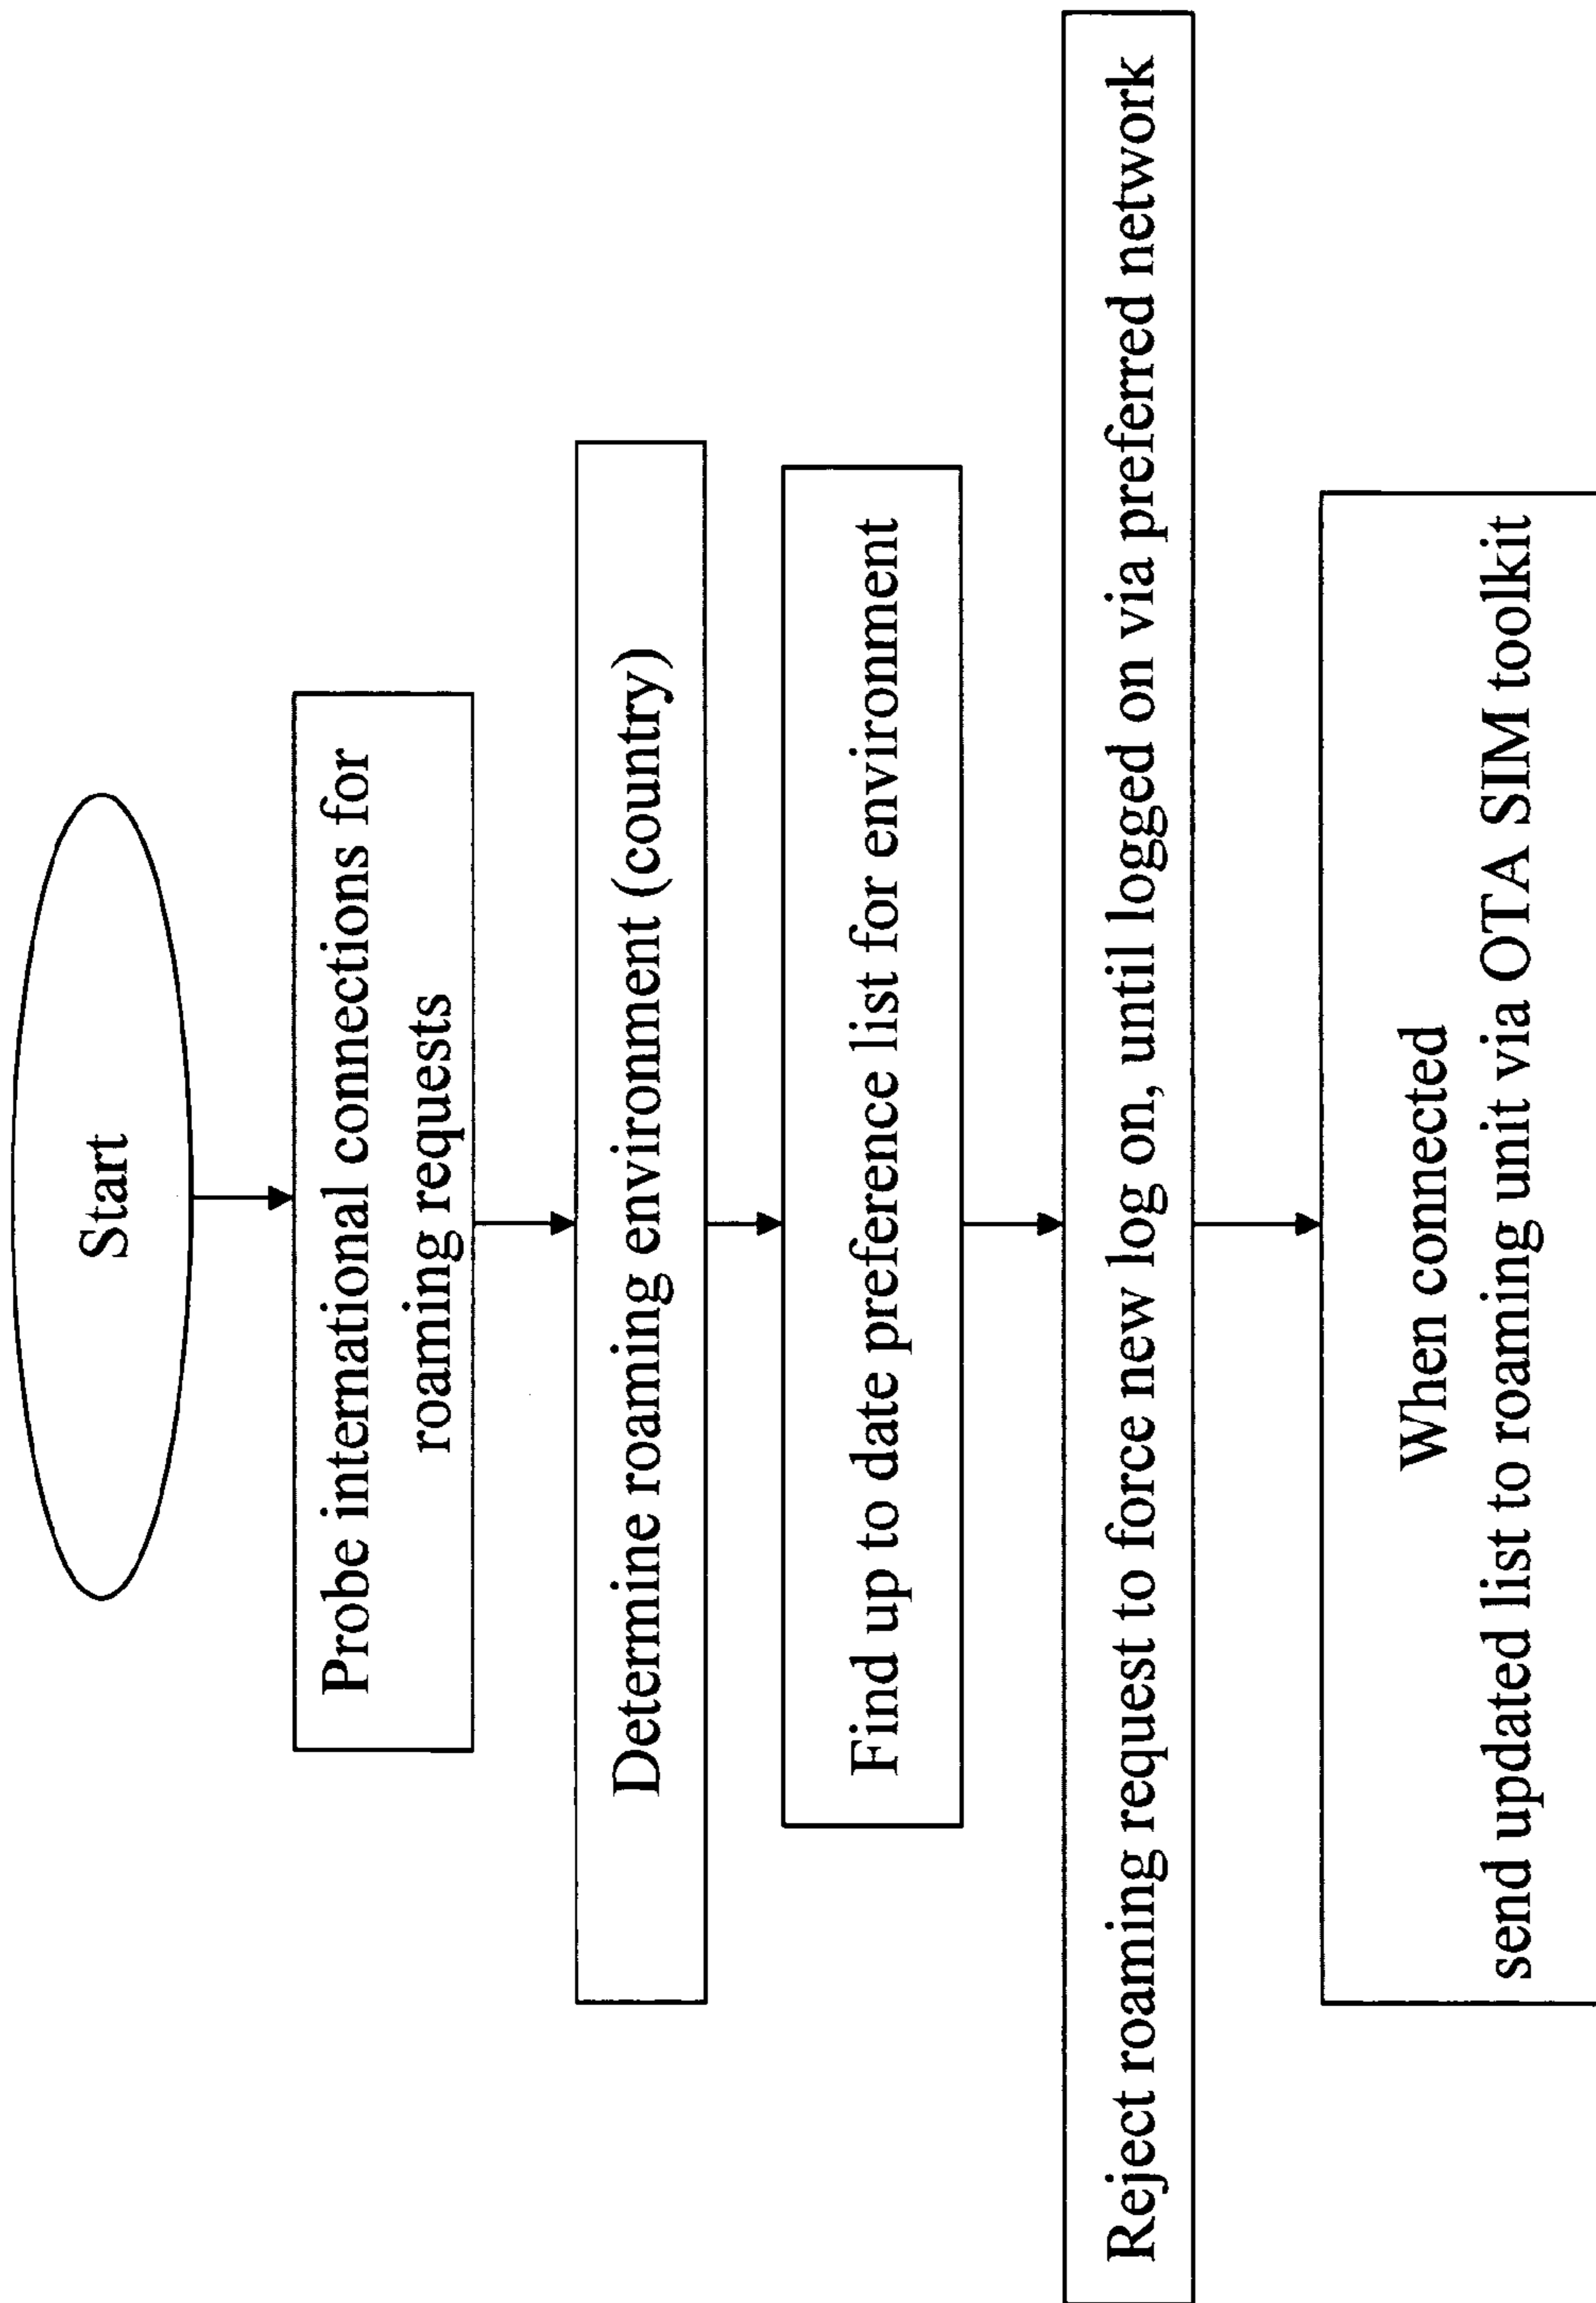 Start
Probe international connections for
roaming requests
Determine roaming environment (country)
Find up to date preference list for environment
Reject roaming request to force new log on, until logged on via preferred network
When connected
send updated list to roaming unit via OTA SIM toolkit